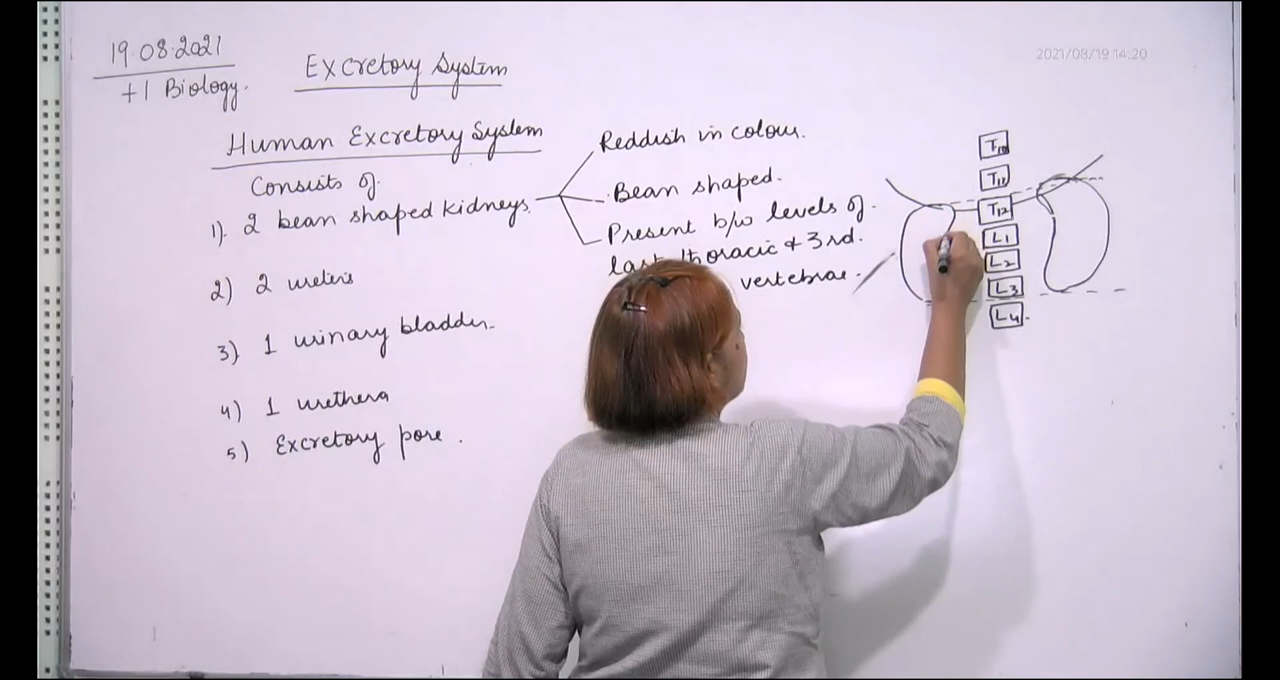 19.08.2021
+1 Biology.
Excretory System
2021/08/19 14:20
Human Excretory System
Consists of
1). 2 bean shaped kidneys.
Reddish in colour.
Bean shaped.
Present b/w levels of
last thoracic & 3rd.
vertebrae.
2) 2 ureters
3) 1 urinary bladder
4) 1 urethera
5) Excretory pore.
T10
T11
T12
L1
L2
L3
L4